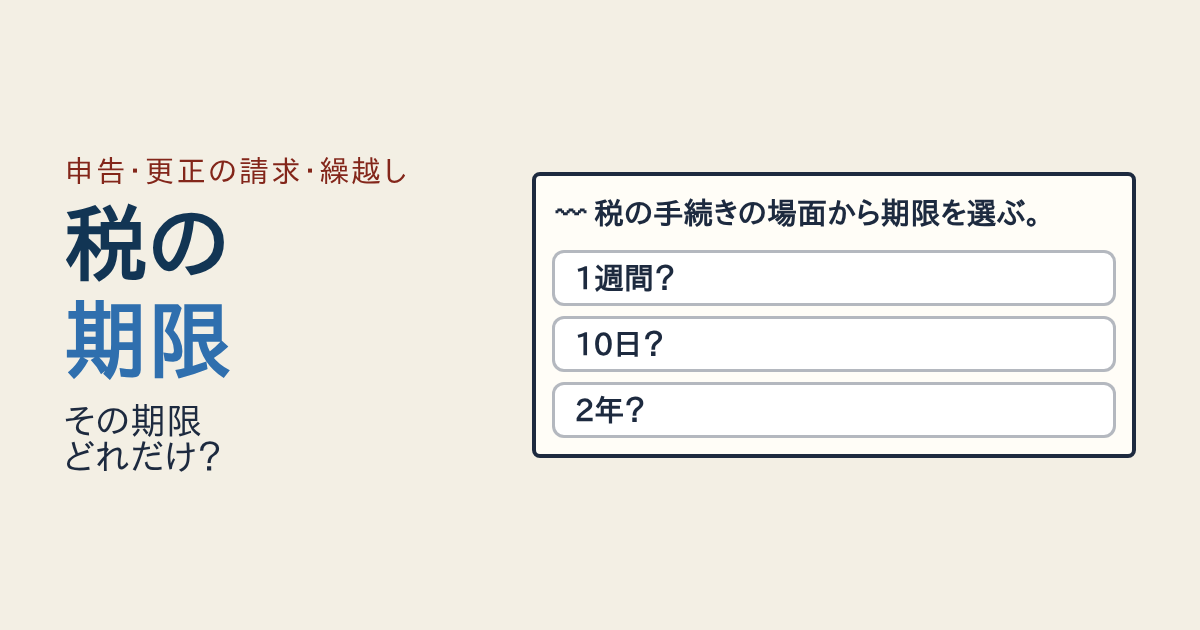 申告·更正の請求·繰越し
税の
期限
その期限
どれだけ？
〰 税の手続きの場面から期限を選ぶ。
1週間？
10日？
2年？